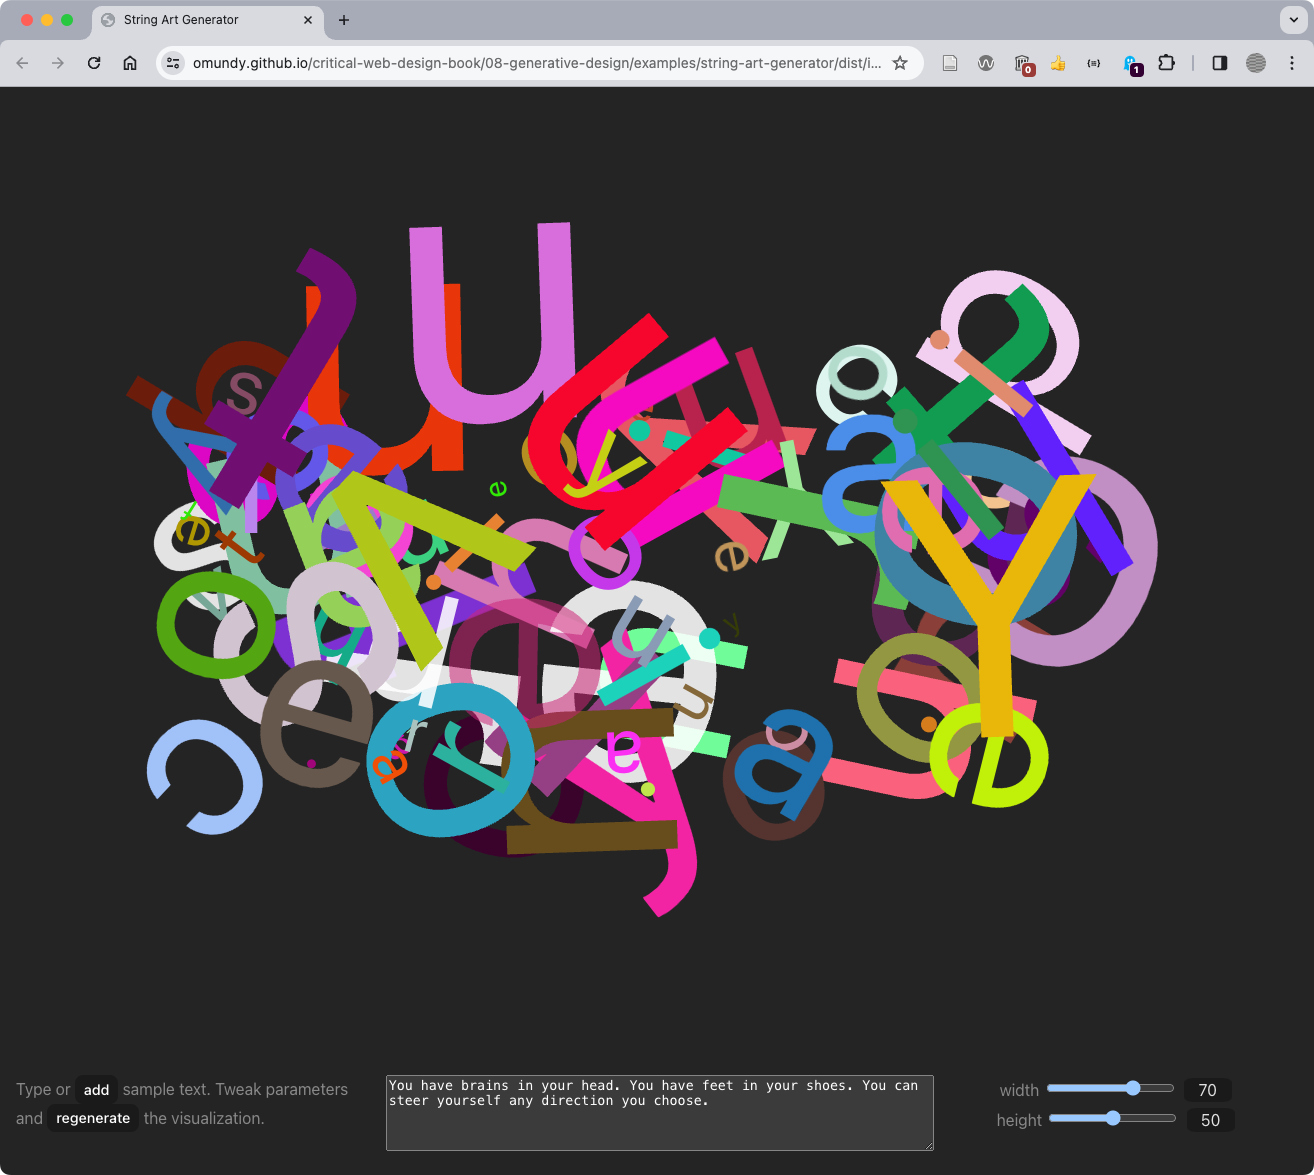 String Art Generator
omundy.github.io/critical-web-design-book/08-generative-design/examples/string-art-generator/dist/i...
0
1
Type or add sample text. Tweak parameters
and regenerate the visualization.
You have brains in your head. You have feet in your shoes. You can
steer yourself any direction you choose.
width 70
height 50